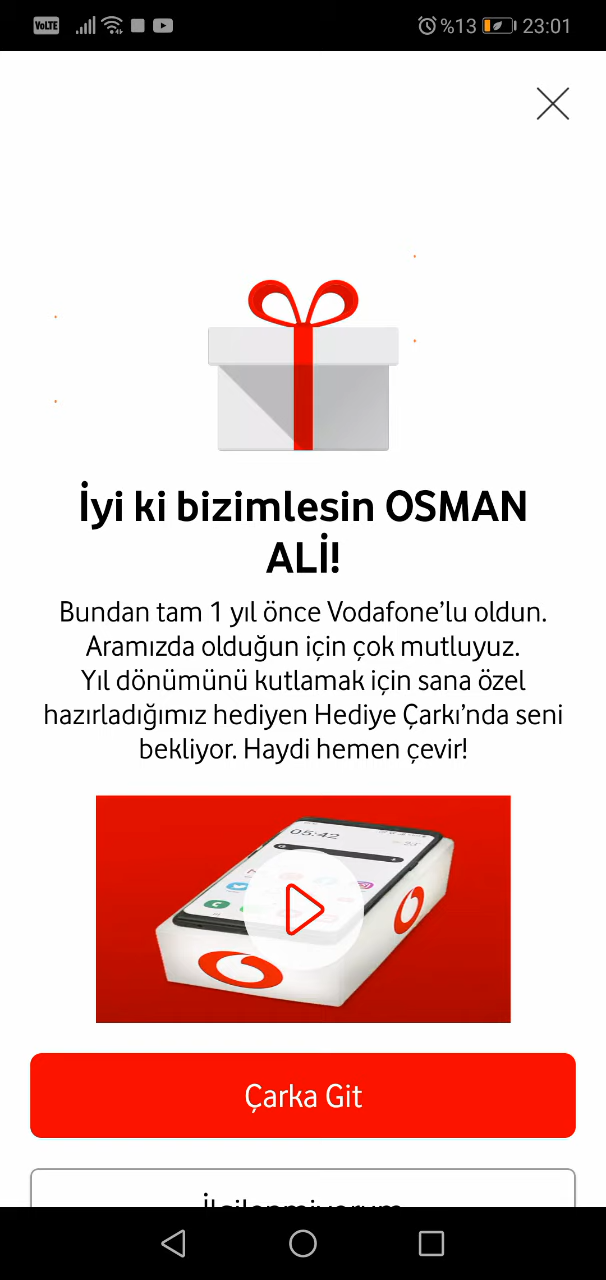 VoLTE %13 23:01
İyi ki bizimlesin OSMAN
ALİ!
Bundan tam 1 yıl önce Vodafone’lu oldun.
Aramızda olduğun için çok mutluyuz.
Yıl dönümünü kutlamak için sana özel
hazırladığımız hediyen Hediye Çarkı’nda seni
bekliyor. Haydi hemen çevir!
05:42
Çarka Git
İlgilenmiyorum